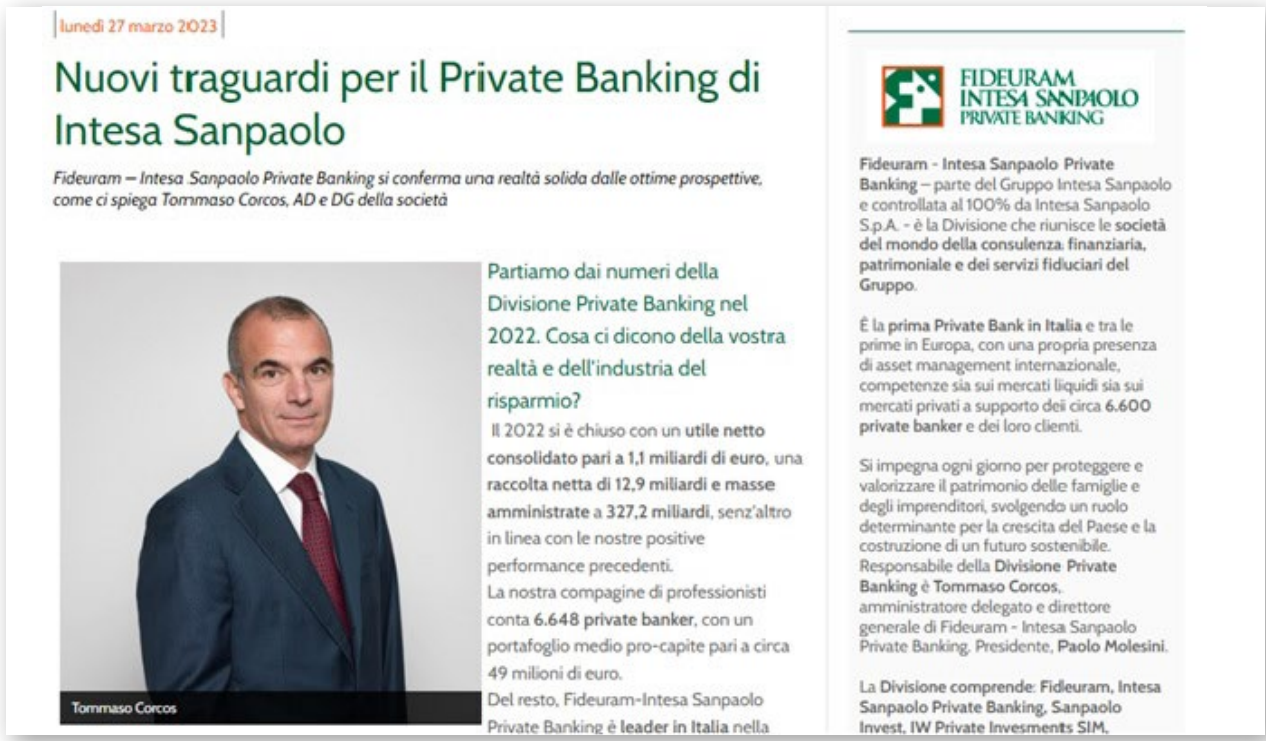 lunedì 27 marzo 2023
Nuovi traguardi per il Private Banking di
Intesa Sanpaolo
Fideuram – Intesa Sanpaolo Private Banking si conferma una realtà solida dalle ottime prospettive,
come ci spiega Tommaso Corcos, AD e DG della società
Partiamo dai numeri della
Divisione Private Banking nel
2022. Cosa ci dicono della vostra
realtà e dell'industria del
risparmio?
Il 2022 si è chiuso con un utile netto
consolidato pari a 1,1 miliardi di euro, una
raccolta netta di 12,9 miliardi e masse
amministrate a 327,2 miliardi, senz'altro
in linea con le nostre positive
performance precedenti.
La nostra compagine di professionisti
conta 6.648 private banker, con un
portafoglio medio pro-capite pari a circa
49 milioni di euro.
Del resto, Fideuram-Intesa Sanpaolo
Private Banking è leader in Italia nella
Tommaso Corcos
FIDEURAM
INTESA SANPAOLO
PRIVATE BANKING
Fideuram - Intesa Sanpaolo Private
Banking – parte del Gruppo Intesa Sanpaolo
e controllata al 100% da Intesa Sanpaolo
S.p.A. - è la Divisione che riunisce le società
del mondo della consulenza finanziaria,
patrimoniale e dei servizi fiduciari del
Gruppo.
È la prima Private Bank in Italia e tra le
prime in Europa, con una propria presenza
di asset management internazionale,
competenze sia sui mercati liquidi sia sui
mercati privati a supporto dei circa 6.600
private banker e dei loro clienti.
Si impegna ogni giorno per proteggere e
valorizzare il patrimonio delle famiglie e
degli imprenditori, svolgendo un ruolo
determinante per la crescita del Paese e la
costruzione di un futuro sostenibile.
Responsabile della Divisione Private
Banking è Tommaso Corcos,
amministratore delegato e direttore
generale di Fideuram - Intesa Sanpaolo
Private Banking. Presidente, Paolo Molesini.
La Divisione comprende: Fideuram, Intesa
Sanpaolo Private Banking, Sanpaolo
Invest, IW Private Invesments SIM,